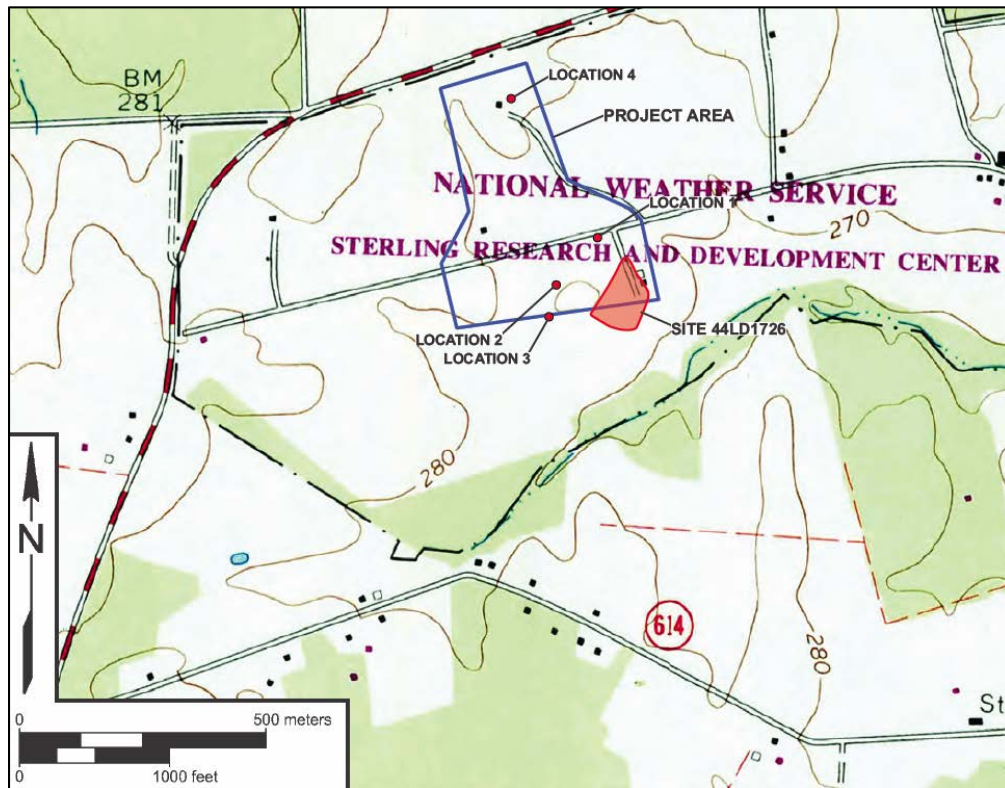 BM
281
LOCATION 4
PROJECT AREA
NATIONAL WEATHER SERVICE
LOCATION 1
270
STERLING RESEARCH AND DEVELOPMENT CENTER
LOCATION 2
SITE 44LD1726
LOCATION 3
280
N
614
280
St
0 500 meters
0 1000 feet